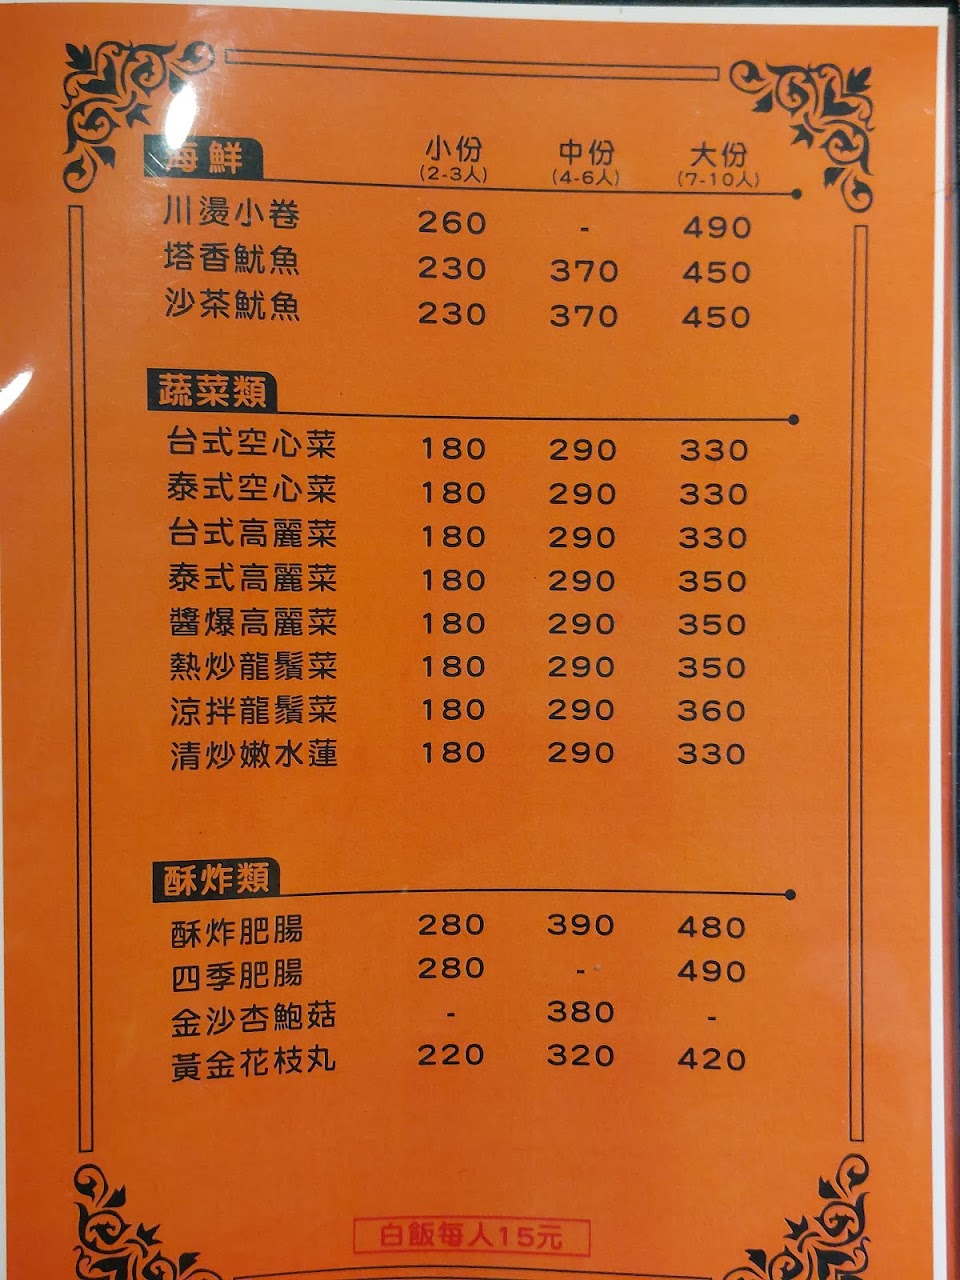 海鮮 小份 中份 大份
(2-3人) (4-6人) (7-10人)
川燙小卷 260 - 490
塔香魷魚 230 370 450
沙茶魷魚 230 370 450
蔬菜類
台式空心菜 180 290 330
泰式空心菜 180 290 330
台式高麗菜 180 290 330
泰式高麗菜 180 290 350
醬爆高麗菜 180 290 350
熱炒龍鬚菜 180 290 350
涼拌龍鬚菜 180 290 360
清炒嫩水蓮 180 290 330
酥炸類
酥炸肥腸 280 390 480
四季肥腸 280 - 490
金沙杏鮑菇 - 380 -
黃金花枝丸 220 320 420
白飯每人15元